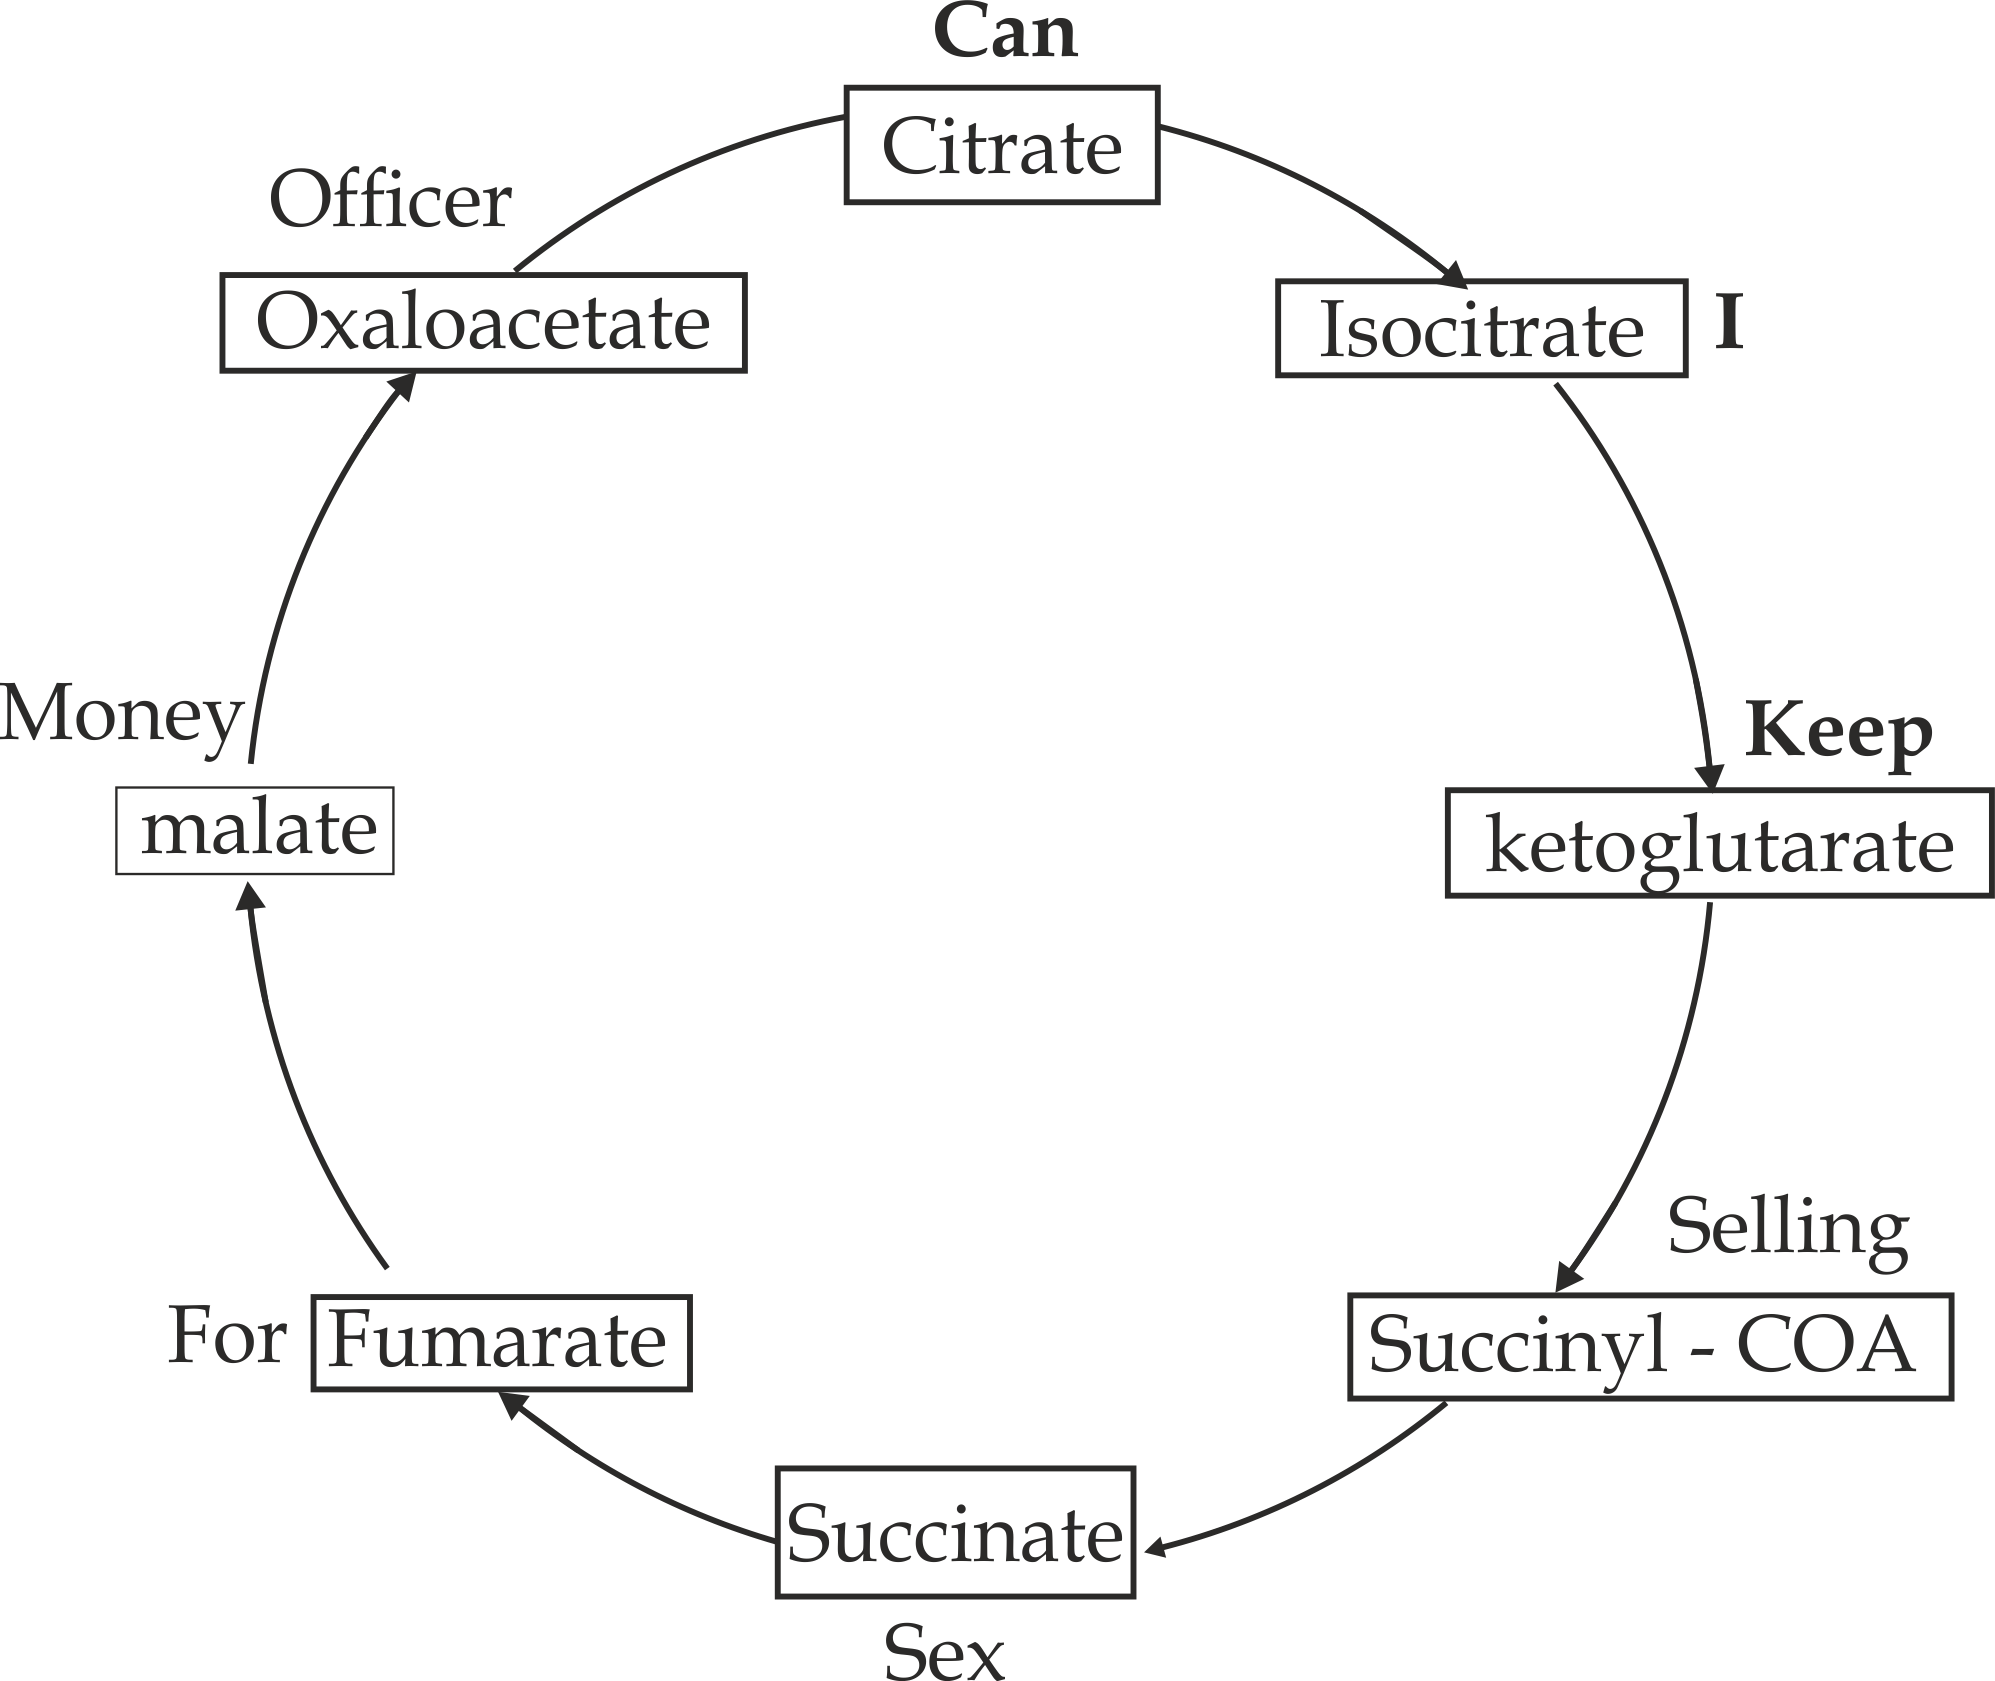 Can
Citrate
Officer
Oxaloacetate
Isocitrate I
Money
malate
Keep
ketoglutarate
Selling
Succinyl - COA
For Fumarate
Succinate
Sex